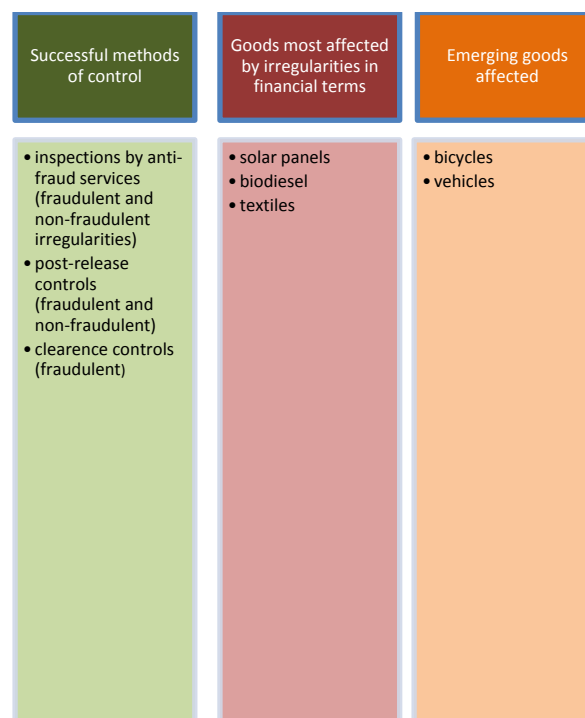 Successful methods
of control
• inspections by anti-
fraud services
(fraudulent and
non-fraudulent
irregularities)
• post-release
controls
(fraudulent and
non-fraudulent)
• clearence controls
(fraudulent)
Goods most affected
by irregularities in
financial terms
• solar panels
• biodiesel
• textiles
Emerging goods
affected
• bicycles
• vehicles